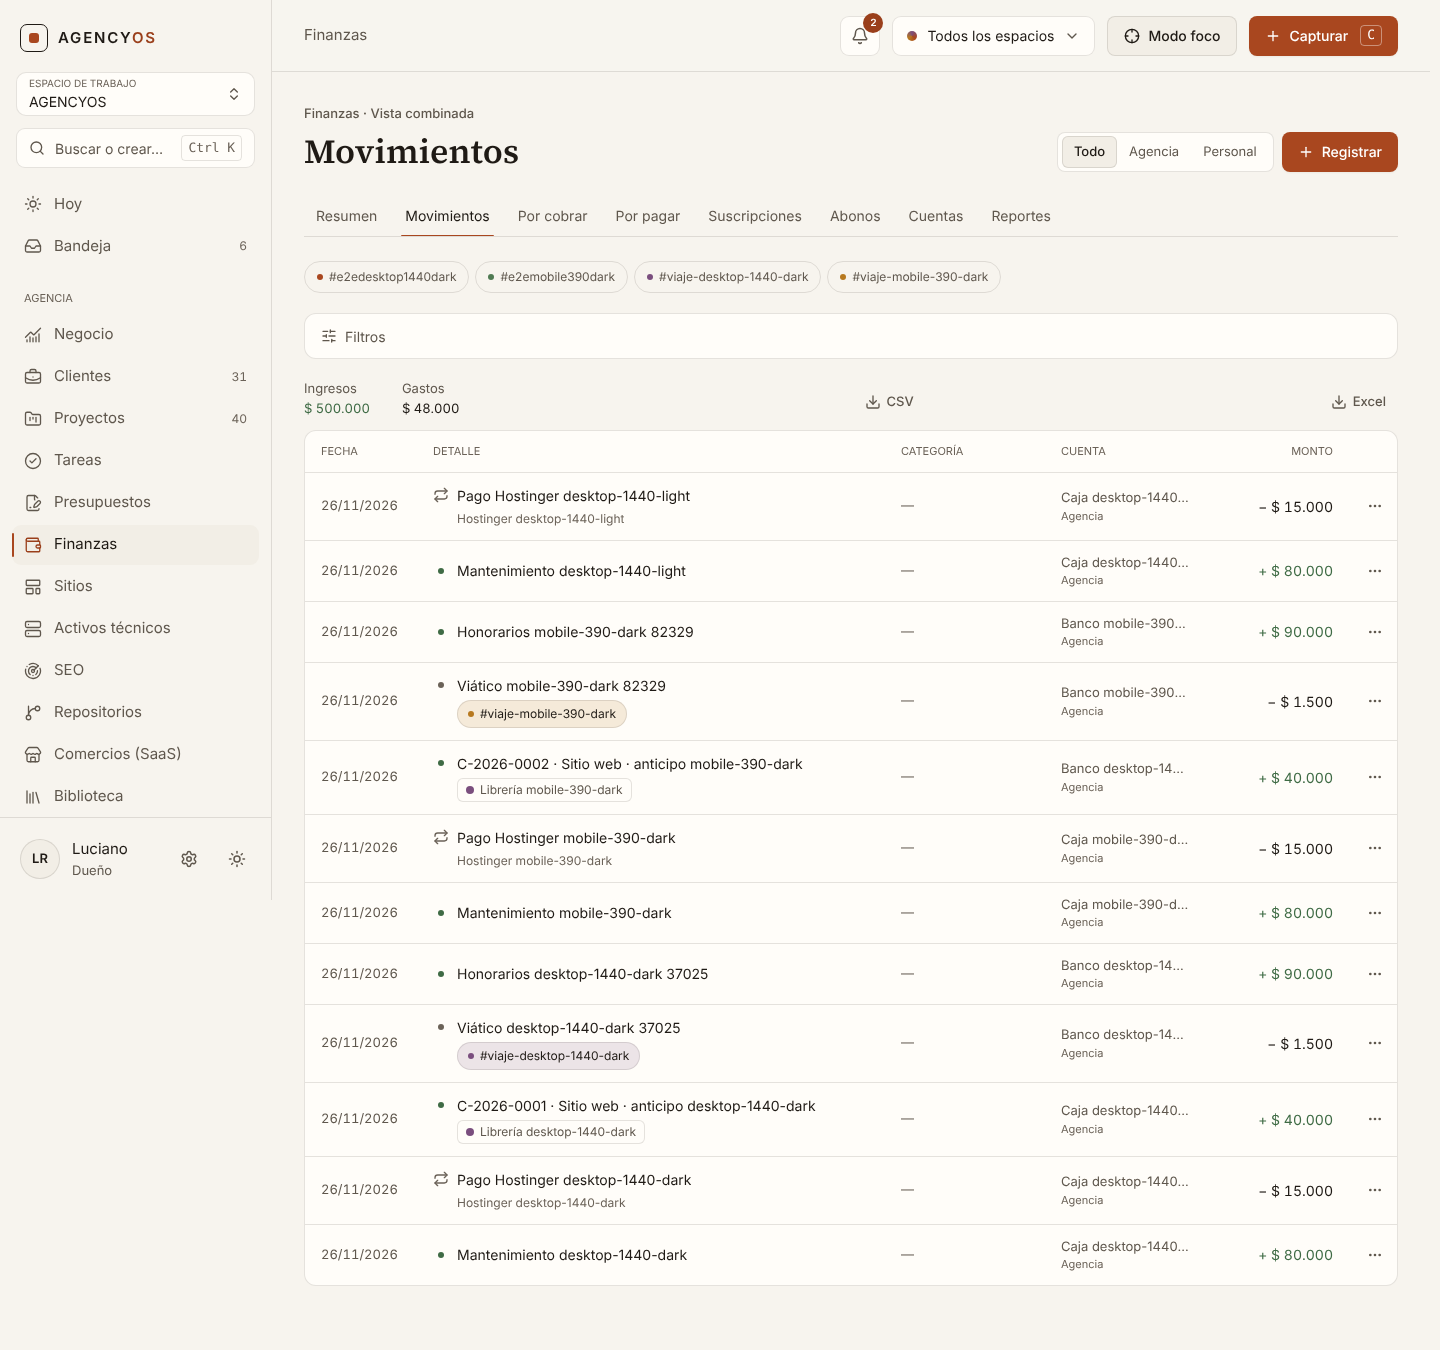 AGENCYOS
ESPACIO DE TRABAJO
AGENCYOS
Buscar o crear...
Ctrl K
Hoy
Bandeja 6
AGENCIA
Negocio
Clientes 31
Proyectos 40
Tareas
Presupuestos
Finanzas
Sitios
Activos técnicos
SEO
Repositorios
Comercios (SaaS)
Biblioteca
LR
Luciano
Dueño
Finanzas
2
Todos los espacios
Modo foco
Capturar C
Finanzas · Vista combinada
Movimientos
Todo Agencia Personal
Registrar
Resumen Movimientos Por cobrar Por pagar Suscripciones Abonos Cuentas Reportes
#e2edesktop1440dark #e2emobile390dark #viaje-desktop-1440-dark #viaje-mobile-390-dark
Filtros
Ingresos Gastos
$ 500.000 $ 48.000
CSV Excel
FECHA DETALLE CATEGORÍA CUENTA MONTO
26/11/2026 Pago Hostinger desktop-1440-light — Caja desktop-1440... − $ 15.000
Hostinger desktop-1440-light Agencia
26/11/2026 Mantenimiento desktop-1440-light — Caja desktop-1440... + $ 80.000
Agencia
26/11/2026 Honorarios mobile-390-dark 82329 — Banco mobile-390... + $ 90.000
Agencia
26/11/2026 Viático mobile-390-dark 82329 — Banco mobile-390... − $ 1.500
#viaje-mobile-390-dark Agencia
26/11/2026 C-2026-0002 · Sitio web · anticipo mobile-390-dark — Banco desktop-14... + $ 40.000
Librería mobile-390-dark Agencia
26/11/2026 Pago Hostinger mobile-390-dark — Caja mobile-390-d... − $ 15.000
Hostinger mobile-390-dark Agencia
26/11/2026 Mantenimiento mobile-390-dark — Caja mobile-390-d... + $ 80.000
Agencia
26/11/2026 Honorarios desktop-1440-dark 37025 — Banco desktop-14... + $ 90.000
Agencia
26/11/2026 Viático desktop-1440-dark 37025 — Banco desktop-14... − $ 1.500
#viaje-desktop-1440-dark Agencia
26/11/2026 C-2026-0001 · Sitio web · anticipo desktop-1440-dark — Caja desktop-1440... + $ 40.000
Librería desktop-1440-dark Agencia
26/11/2026 Pago Hostinger desktop-1440-dark — Caja desktop-1440... − $ 15.000
Hostinger desktop-1440-dark Agencia
26/11/2026 Mantenimiento desktop-1440-dark — Caja desktop-1440... + $ 80.000
Agencia